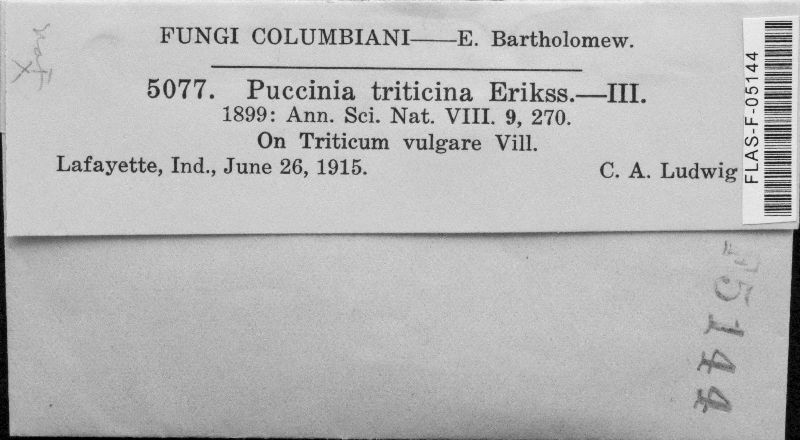 FUNGI COLUMBIANI——E. Bartholomew.
5077. Puccinia triticina Erikss.—III.
1899: Ann. Sci. Nat. VIII. 9, 270.
On Triticum vulgare Vill.
Lafayette, Ind., June 26, 1915. C. A. Ludwig
FLAS-F-05144
F5144